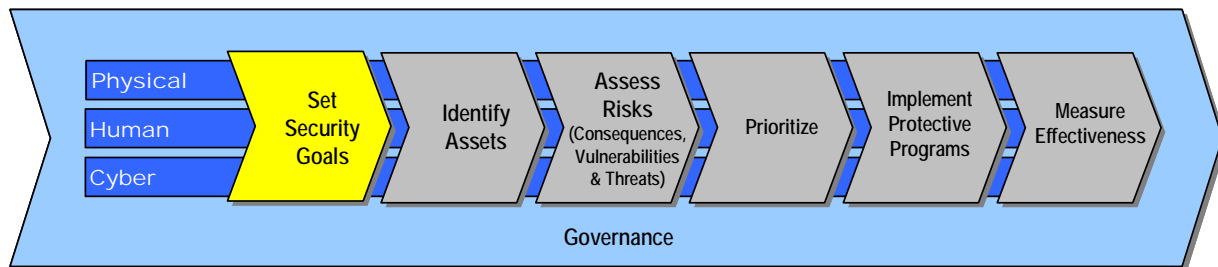 Physical
Human
Cyber
Set
Security
Goals
Identify
Assets
Assess
Risks
(Consequences,
Vulnerabilities
& Threats)
Prioritize
Implement
Protective
Programs
Measure
Effectiveness
Governance